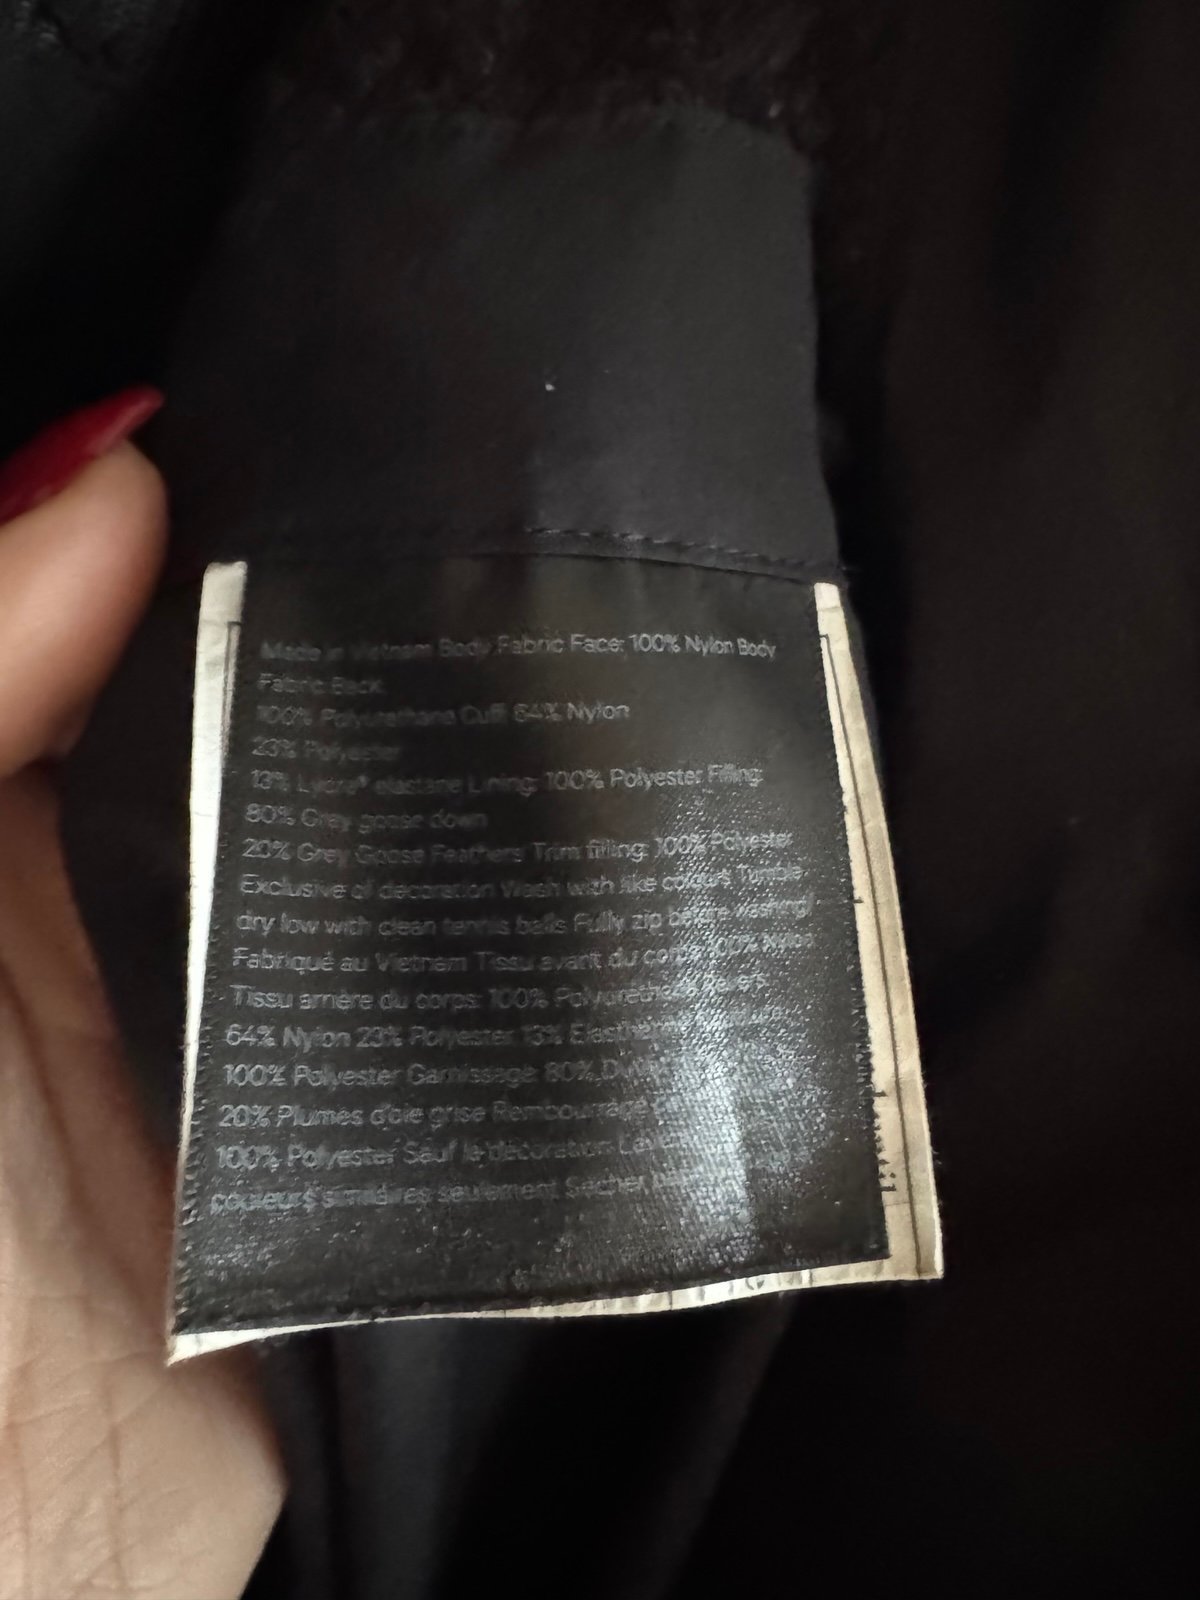 Made in Vietnam Body Fabric Face: 100% Nylon Body
Fabric Back
100% Polyurethane Cuff 64% Nylon
23% Polyester
13% Lycra® elastane Lining: 100% Polyester Filling:
80% Grey goose down
20% Grey Goose Feathers Trim filling: 100% Polyester
Exclusive of decoration Wash with like colours Tumble
dry low with clean tennis balls Fully zip before washing/
Fabriqué au Vietnam Tissu avant du corps 100% Nylon
Tissu arrière du corps: 100% Polyuréthane Revers
64% Nylon 23% Polyester 13% Elasthanne
100% Polyester Garnissage 80%
20% Plumes d'oie grise Rembourrage
100% Polyester Sauf le décoration
couleurs similaires seulement Sécher